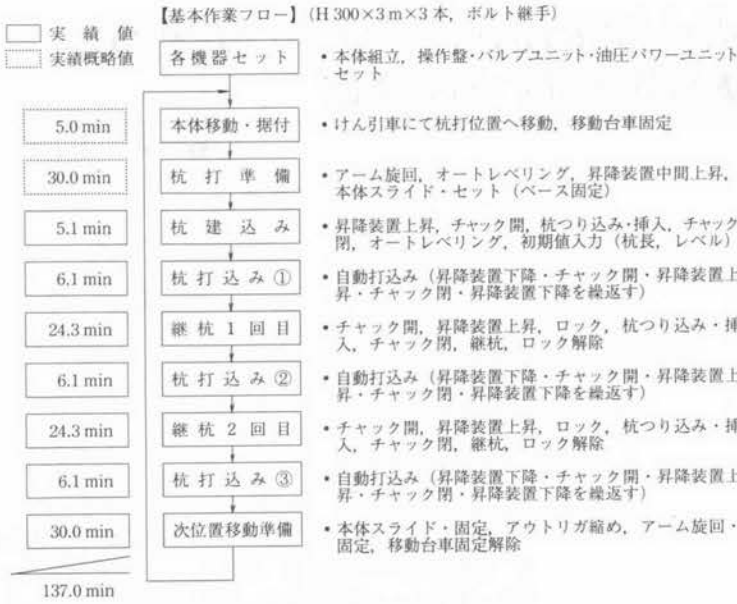 【基本作業フロー】(H 300×3 m×3 本, ボルト継手)
実績値
実績概略値
各機器セット
・本体組立, 操作盤・バルブユニット・油圧パワーユニット
セット
5.0 min
本体移動・据付
・けん引車にて杭打位置へ移動, 移動台車固定
30.0 min
杭打準備
・アーム旋回, オートレベリング, 昇降装置中間上昇,
本体スライド・セット (ベース固定)
5.1 min
杭建込み
・昇降装置上昇, チャック開, 杭つり込み・挿入, チャック
閉, オートレベリング, 初期値入力 (杭長, レベル)
6.1 min
杭打込み①
・自動打込み (昇降装置下降・チャック開・昇降装置上
昇・チャック閉・昇降装置下降を繰返す)
24.3 min
継杭1回目
・チャック開, 昇降装置上昇, ロック, 杭つり込み・挿
入, チャック閉, 継杭, ロック解除
6.1 min
杭打込み②
・自動打込み (昇降装置下降・チャック開・昇降装置上
昇・チャック閉・昇降装置下降を繰返す)
24.3 min
継杭2回目
・チャック開, 昇降装置上昇, ロック, 杭つり込み・挿
入, チャック閉, 継杭, ロック解除
6.1 min
杭打込み③
・自動打込み (昇降装置下降・チャック開・昇降装置上
昇・チャック閉・昇降装置下降を繰返す)
30.0 min
次位置移動準備
・本体スライド・固定, アウトリガ縮め, アーム旋回・
固定, 移動台車固定解除
137.0 min